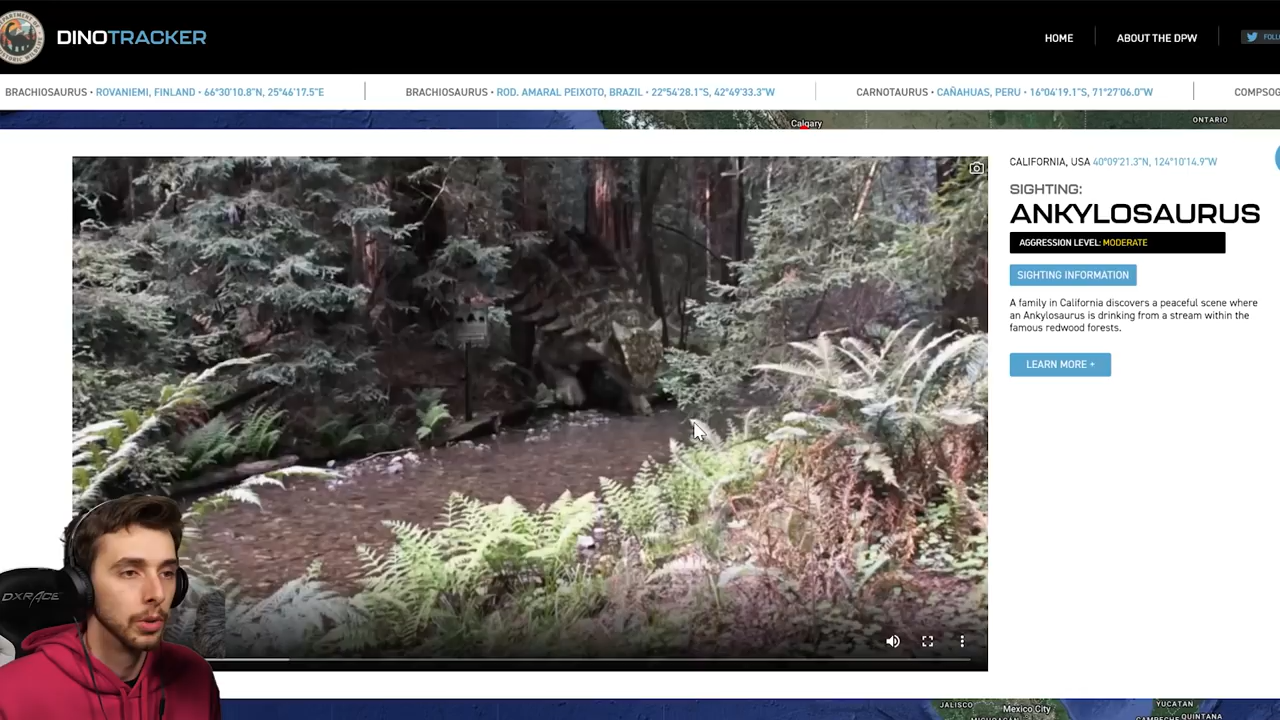 DINOTRACKER
HOME
ABOUT THE DPW
BRACHIOSAURUS • ROVANIEMI, FINLAND • 66°30'10.8"N, 25°46'17.5"E
BRACHIOSAURUS • ROD. AMARAL PEIXOTO, BRAZIL • 22°54'28.1"S, 42°49'33.3"W
CARNOTAURUS • CAÑAHUAS, PERU • 16°04'19.1"S, 71°27'06.0"W
Calgary
ONTARIO
CALIFORNIA, USA 40°09'21.3"N, 124°10'14.9"W
SIGHTING:
ANKYLOSAURUS
AGGRESSION LEVEL: MODERATE
SIGHTING INFORMATION
A family in California discovers a peaceful scene where
an Ankylosaurus is drinking from a stream within the
famous redwood forests.
LEARN MORE +
DXRACE
JALISCO
Mexico City
YUCATAN
QUINTANA